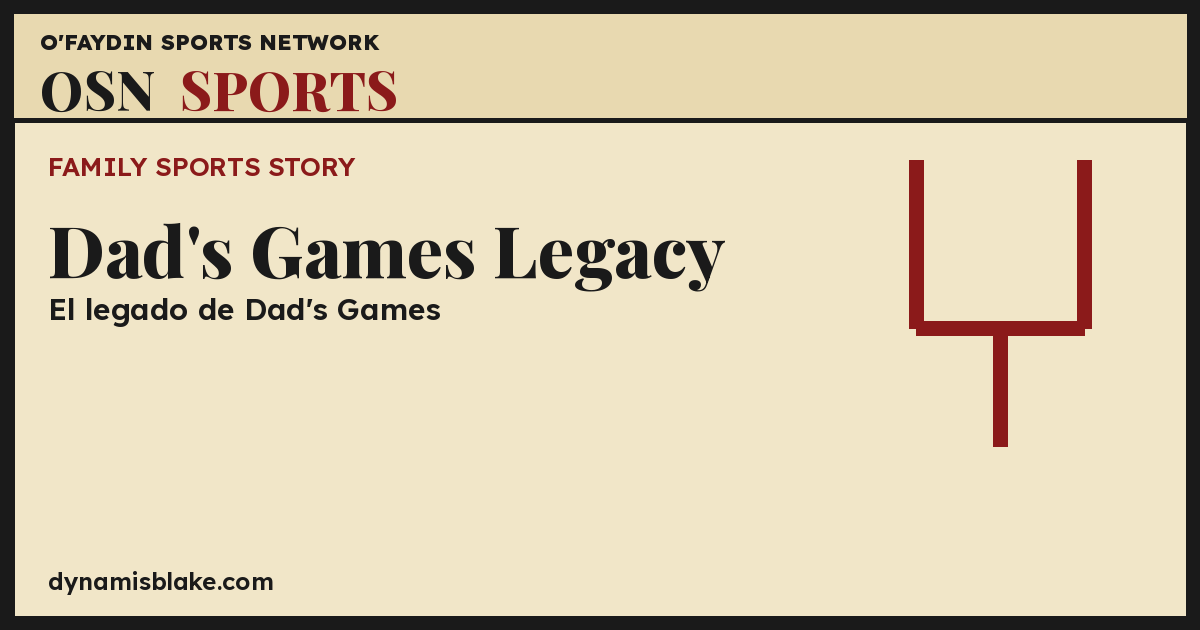 O'FAYDIN SPORTS NETWORK
OSN SPORTS
FAMILY SPORTS STORY
Dad's Games Legacy
El legado de Dad's Games
dynamisblake.com